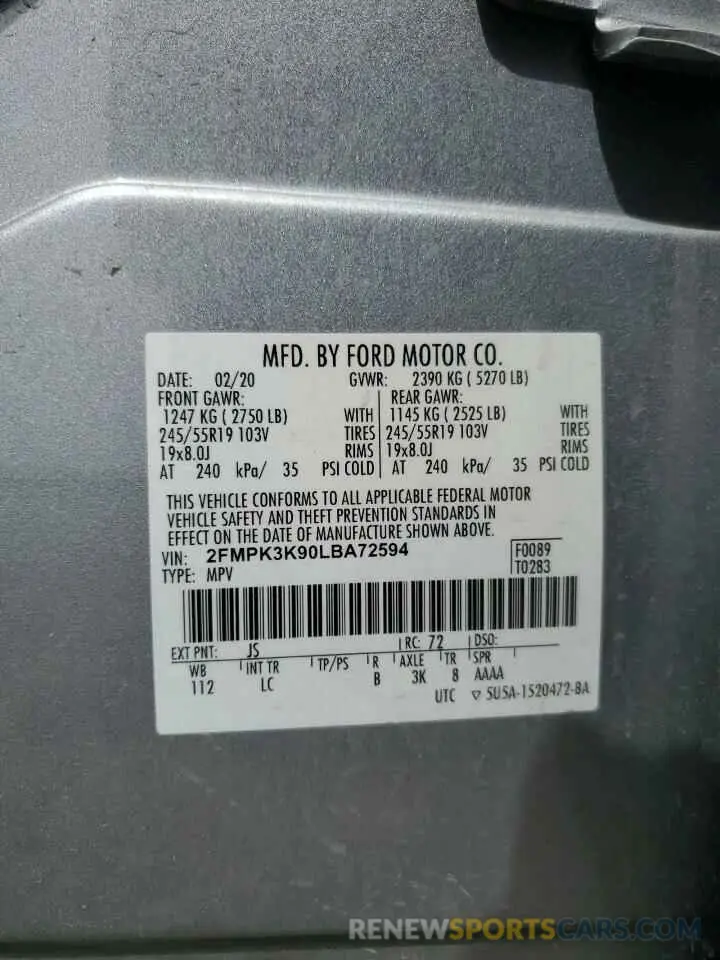 MFD. BY FORD MOTOR CO.
DATE: 02/20 GVWR: 2390 KG ( 5270 LB)
FRONT GAWR: REAR GAWR:
1247 KG ( 2750 LB) WITH 1145 KG ( 2525 LB) WITH
245/55R19 103V TIRES 245/55R19 103V TIRES
19x8.0J RIMS 19x8.0J RIMS
AT 240 kPa/ 35 PSI COLD AT 240 kPa/ 35 PSI COLD
THIS VEHICLE CONFORMS TO ALL APPLICABLE FEDERAL MOTOR
VEHICLE SAFETY AND THEFT PREVENTION STANDARDS IN
EFFECT ON THE DATE OF MANUFACTURE SHOWN ABOVE.
VIN: 2FMPK3K90LBA72594 F0089
TYPE: MPV T0283
EXT PNT: JS RC: 72 DSO:
WB INT TR TP/PS R AXLE TR SPR
112 LC B 3K 8 AAAA
UTC ▽ 5U5A-1520472-BA
RENEWSPORTSCARS.COM